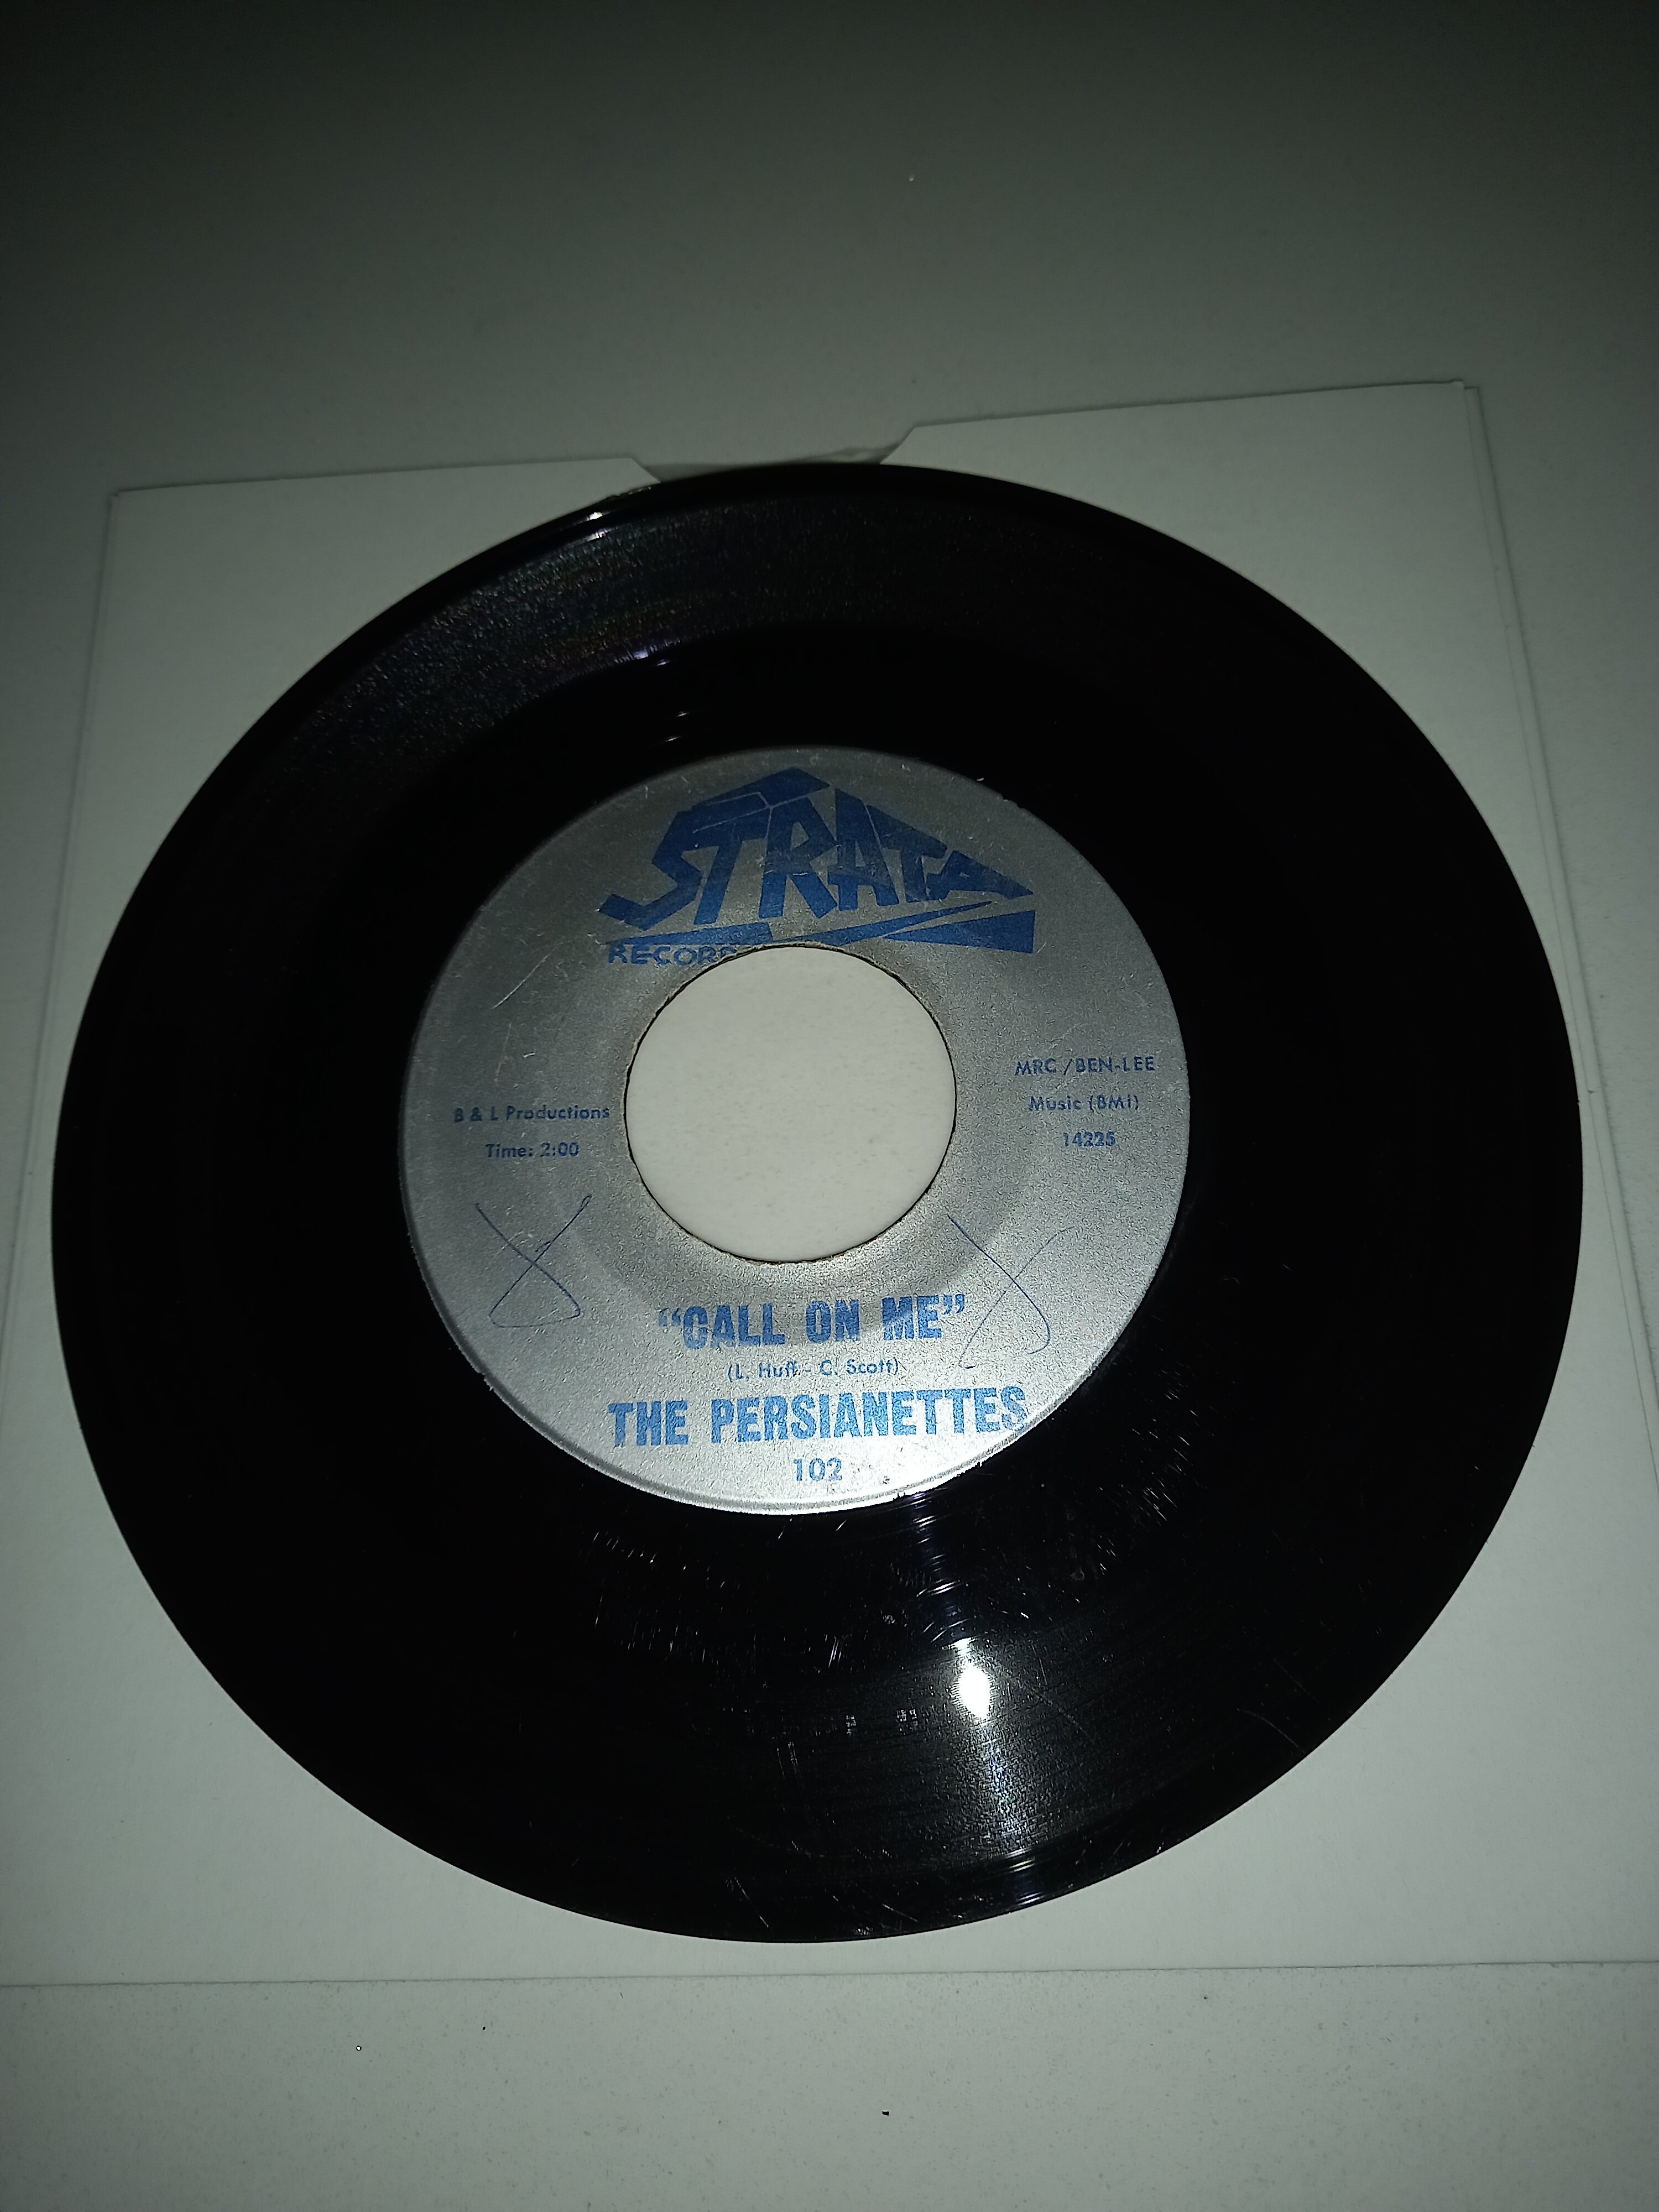 STRATA
RECORD
B & L Productions
Time: 2:00
MRC/BEN-LEE
Music (BMI)
14225
"CALL ON ME"
(L. Huff - C. Scott)
THE PERSIANETTES
102